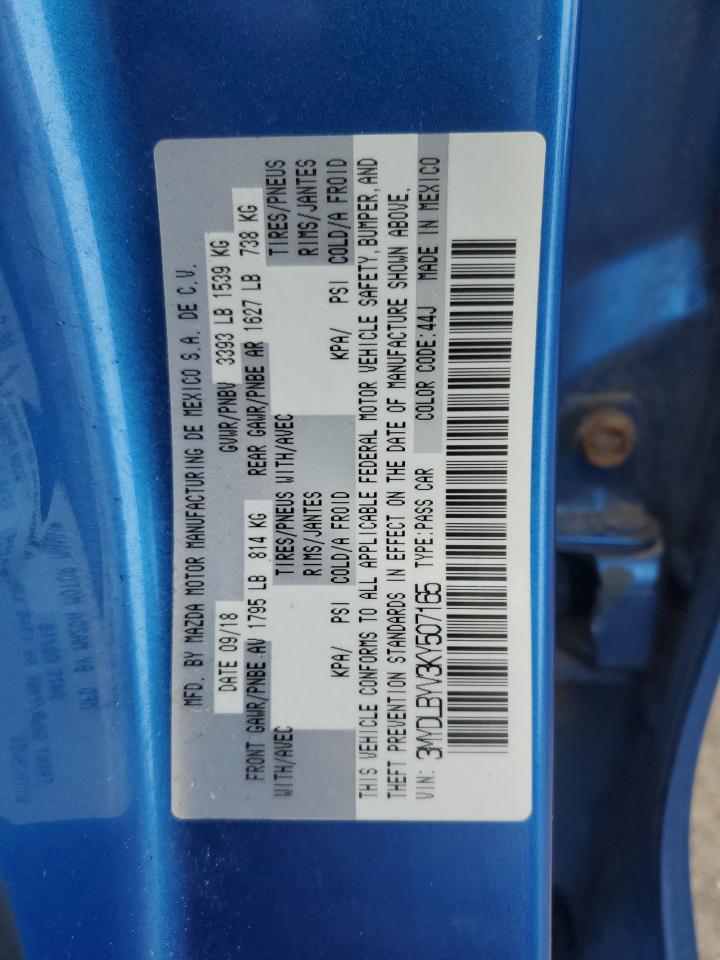 MFD. BY MAZDA MOTOR MANUFACTURING DE MEXICO S.A. DE C.V.
DATE 09/18 GVWR/PNBV 3393 LB 1539 KG
FRONT GAWR/PNBE AV 1795 LB 814 KG REAR GAWR/PNBE AR 1627 LB 738 KG
WITH/AVEC TIRES/PNEUS WITH/AVEC TIRES/PNEUS
RIMS/JANTES RIMS/JANTES
KPA/ PSI COLD/A FROID KPA/ PSI COLD/A FROID
THIS VEHICLE CONFORMS TO ALL APPLICABLE FEDERAL MOTOR VEHICLE SAFETY, BUMPER, AND
THEFT PREVENTION STANDARDS IN EFFECT ON THE DATE OF MANUFACTURE SHOWN ABOVE.
VIN: 3MYDLBYV3KY507165 TYPE:PASS CAR COLOR CODE:44J MADE IN MEXICO